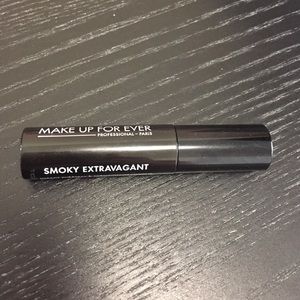 MAKE UP FOR EVER
PROFESSIONAL – PARIS
SMOKY EXTRAVAGANT